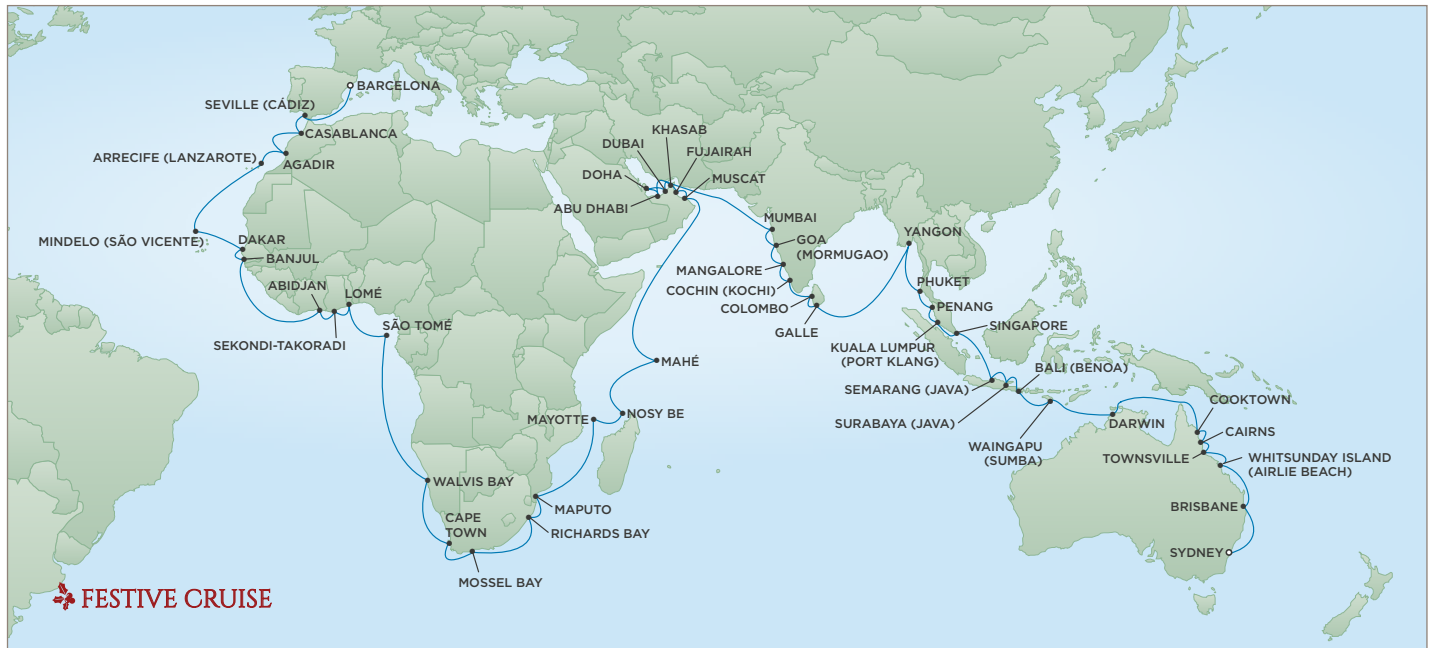 BARCELONA
SEVILLE (CÁDIZ)
CASABLANCA
AGADIR
ARRECIFE (LANZAROTE)
MINDELO (SÃO VICENTE)
DAKAR
BANJUL
ABIDJAN
SEKONDI-TAKORADI
LOMÉ
SÃO TOMÉ
WALVIS BAY
CAPE
TOWN
MOSSEL BAY
RICHARDS BAY
MAPUTO
MAYOTTE
NOSY BE
MAHÉ
MUSCAT
FUJAIRAH
KHASAB
DUBAI
DOHA
ABU DHABI
MUMBAI
GOA
(MORMUGAO)
MANGALORE
COCHIN (KOCHI)
COLOMBO
GALLE
YANGON
PHUKET
PENANG
KUALA LUMPUR
(PORT KLANG)
SINGAPORE
SEMARANG (JAVA)
SURABAYA (JAVA)
BALI (BENOA)
WAINGAPU
(SUMBA)
DARWIN
COOKTOWN
CAIRNS
TOWNSVILLE
WHITSUNDAY ISLAND
(AIRLIE BEACH)
BRISBANE
SYDNEY
FESTIVE CRUISE